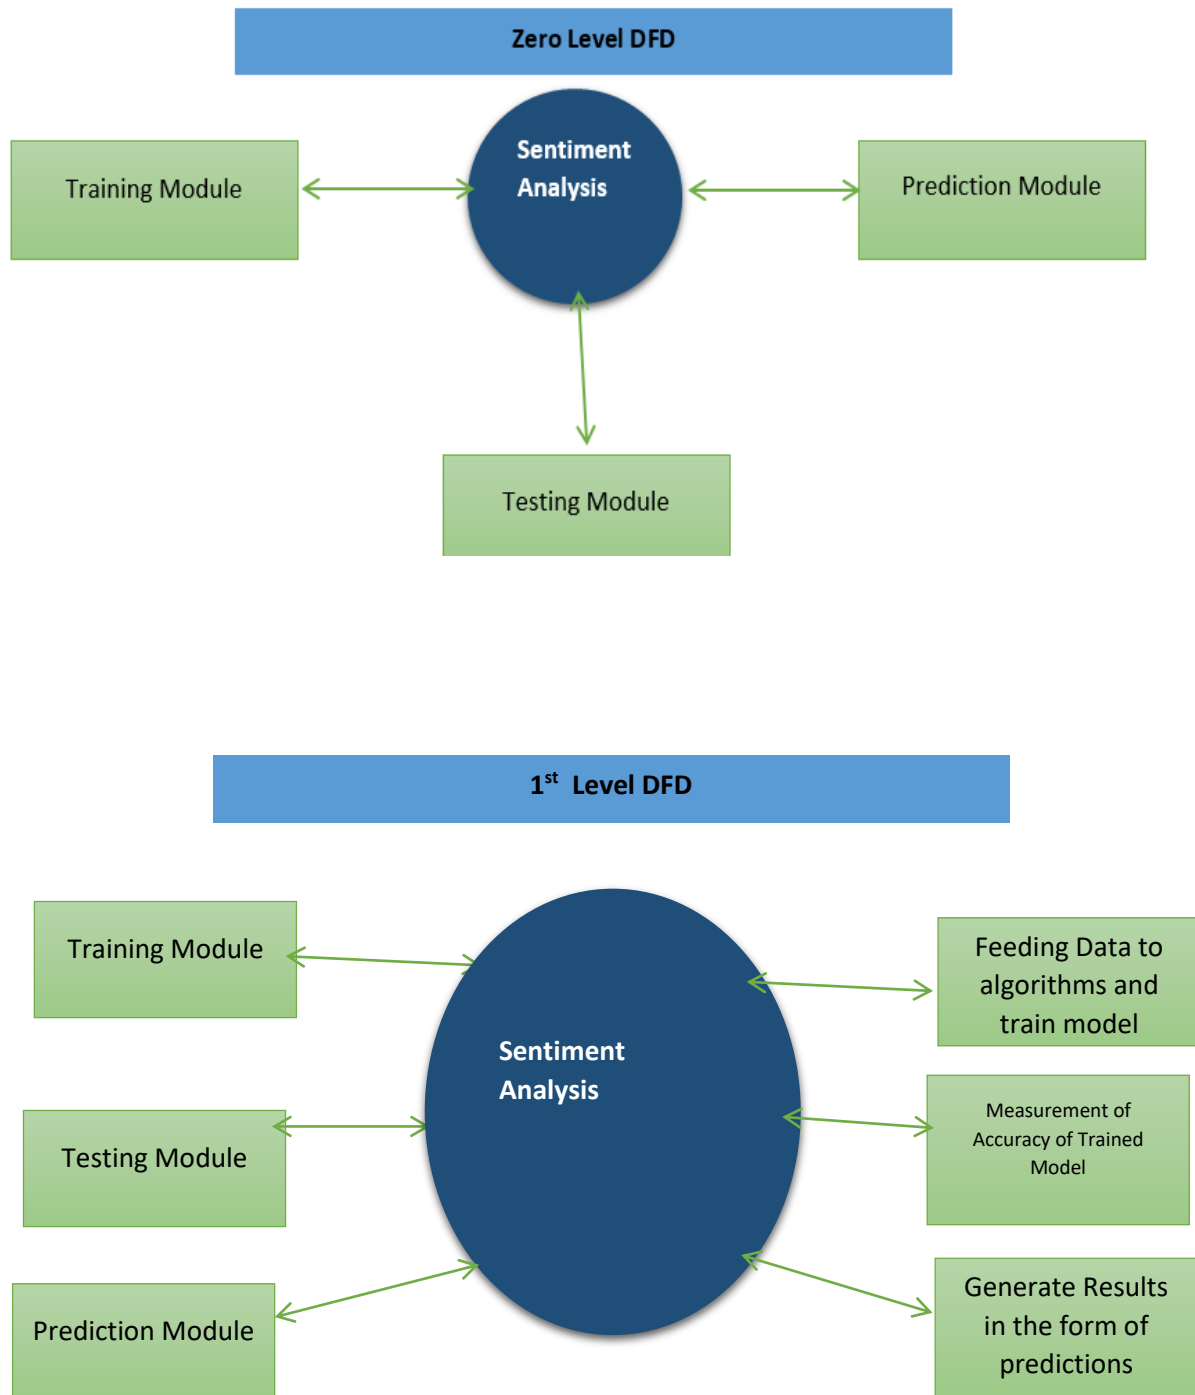 Zero Level DFD
Sentiment
Analysis
Training Module
Prediction Module
Testing Module
1st Level DFD
Training Module
Feeding Data to
algorithms and
train model
Sentiment
Analysis
Testing Module
Measurement of
Accuracy of Trained
Model
Prediction Module
Generate Results
in the form of
predictions